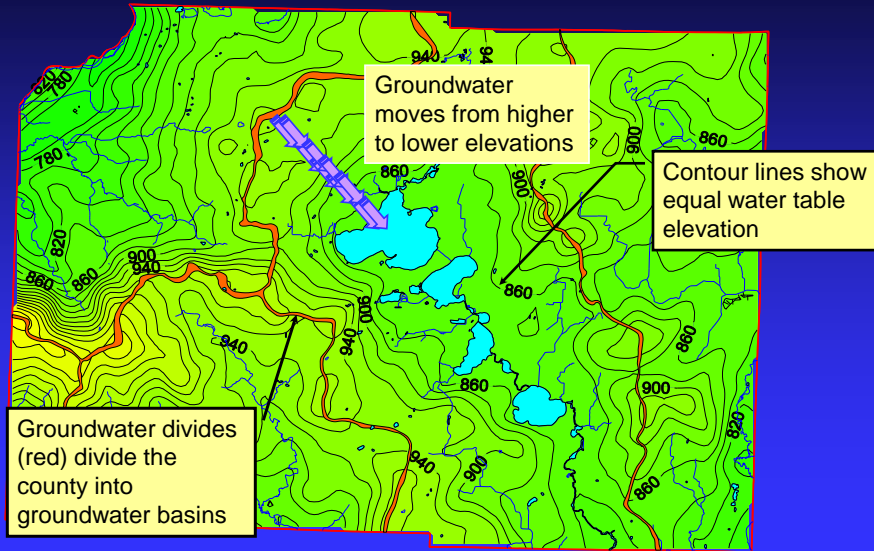 940
940
820
780
Groundwater
moves from higher
to lower elevations
780
860
900
860
Contour lines show
equal water table
elevation
900
820
860
860
900
940
860
900
940
860
940
860
860
900
820
Groundwater divides
(red) divide the
county into
groundwater basins
940
900
860